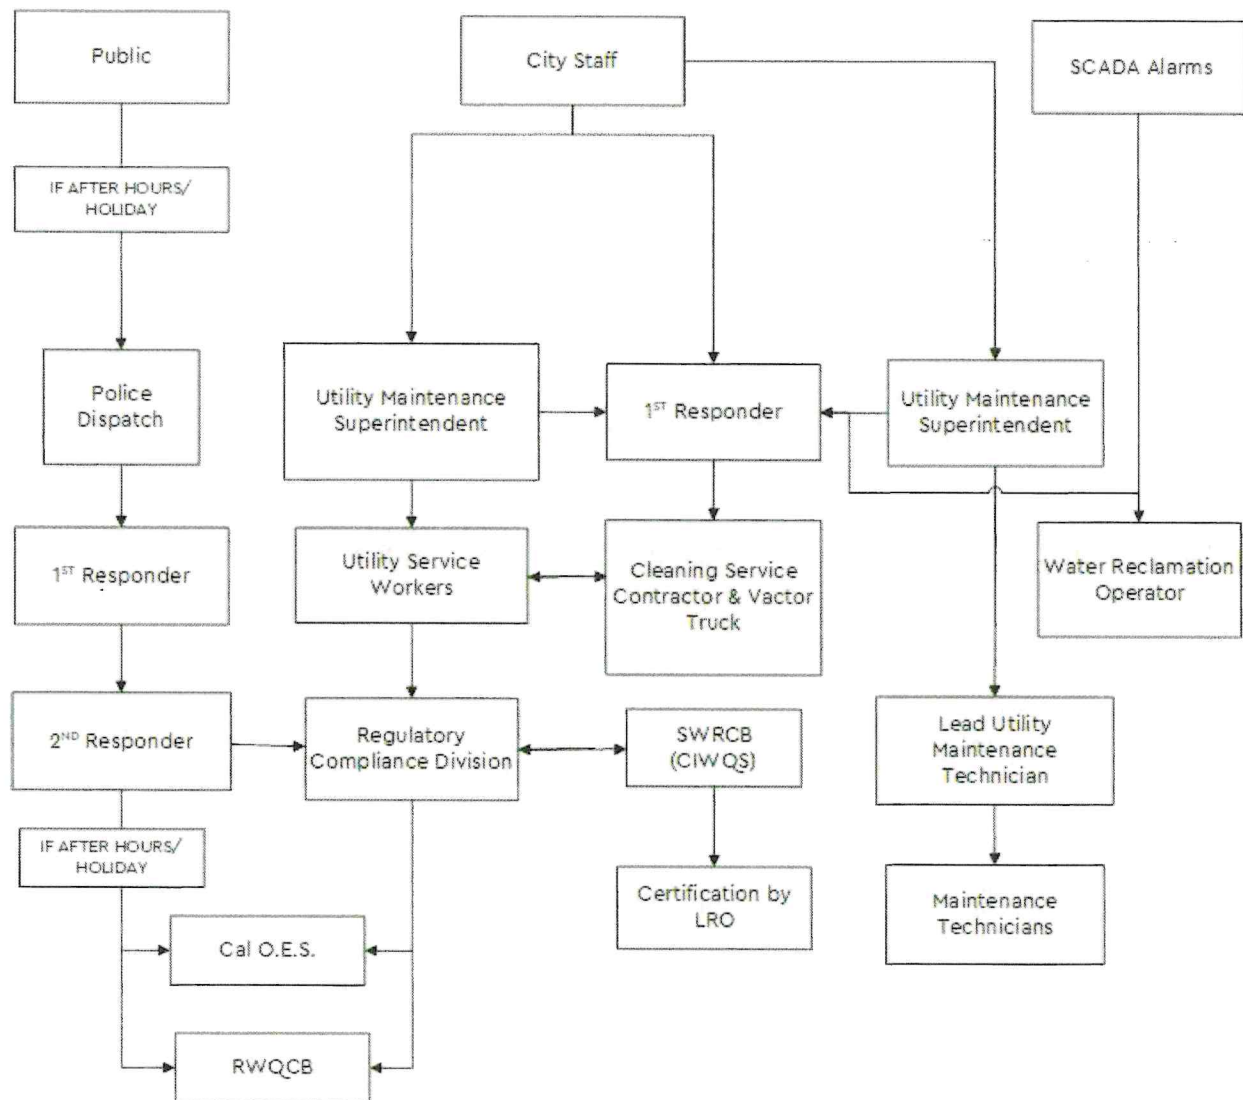 Public
City Staff
SCADA Alarms
IF AFTER HOURS/
HOLIDAY
Police
Dispatch
Utility Maintenance
Superintendent
1ST Responder
Utility Maintenance
Superintendent
1ST Responder
Utility Service
Workers
Cleaning Service
Contractor & Vactor
Truck
Water Reclamation
Operator
2ND Responder
Regulatory
Compliance Division
SWRCB
(CIWQS)
Lead Utility
Maintenance
Technician
IF AFTER HOURS/
HOLIDAY
Certification by
LRO
Maintenance
Technicians
Cal O.E.S.
RWQCB